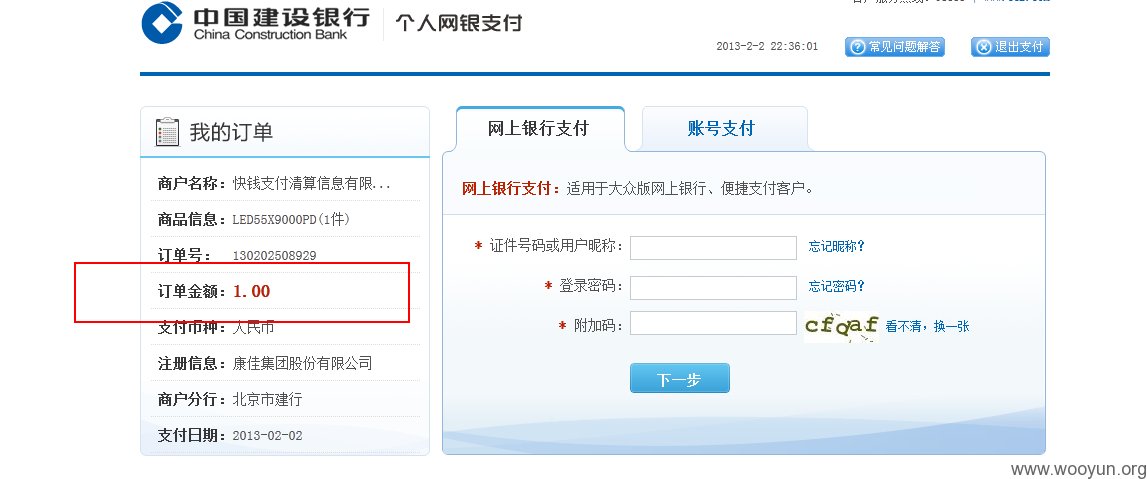 中国建设银行
China Construction Bank
个人网银支付
2013-2-2 22:36:01
常见问题解答
退出支付
我的订单
商户名称：快钱支付清算信息有限...
商品信息：LED55X9000PD(1件)
订单号： 130202508929
订单金额：1.00
支付币种：人民币
注册信息：康佳集团股份有限公司
商户分行：北京市建行
支付日期：2013-02-02
网上银行支付
账号支付
网上银行支付：适用于大众版网上银行、便捷支付客户。
* 证件号码或用户昵称： 忘记昵称?
* 登录密码： 忘记密码?
* 附加码： cfqaf 看不清，换一张
下一步
www.wooyun.org